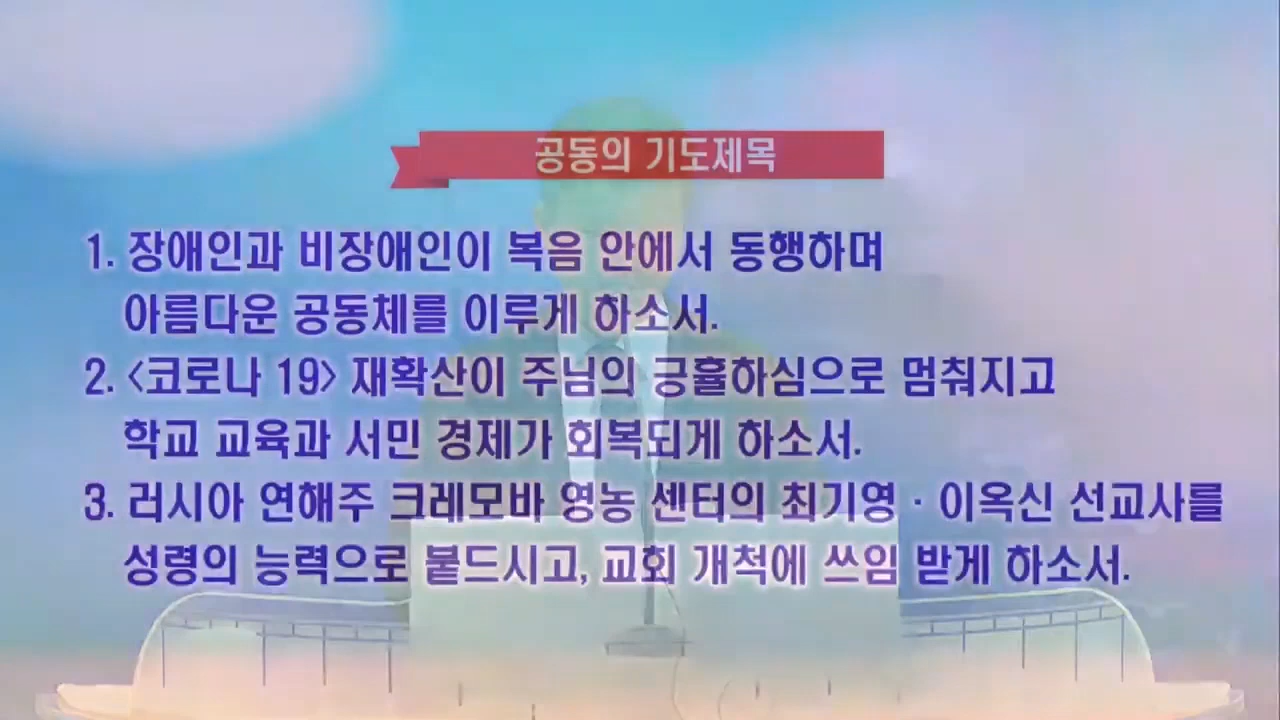 공동의 기도제목
1. 장애인과 비장애인이 복음 안에서 동행하며
아름다운 공동체를 이루게 하소서.
2. <코로나 19> 재확산이 주님의 긍휼하심으로 멈춰지고
학교 교육과 서민 경제가 회복되게 하소서.
3. 러시아 연해주 크레모바 영농 센터의 최기영 · 이옥신 선교사를
성령의 능력으로 붙드시고, 교회 개척에 쓰임 받게 하소서.